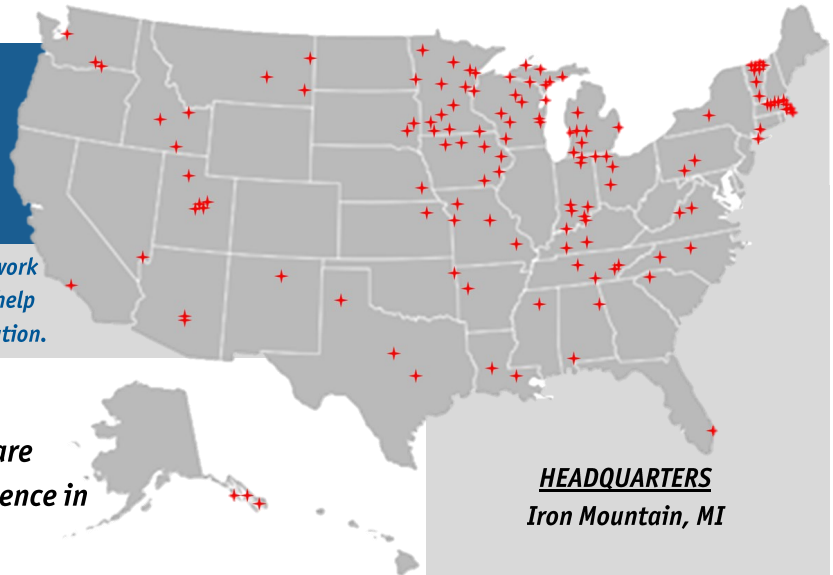 work
help
tion.
are
ence in
HEADQUARTERS
Iron Mountain, MI